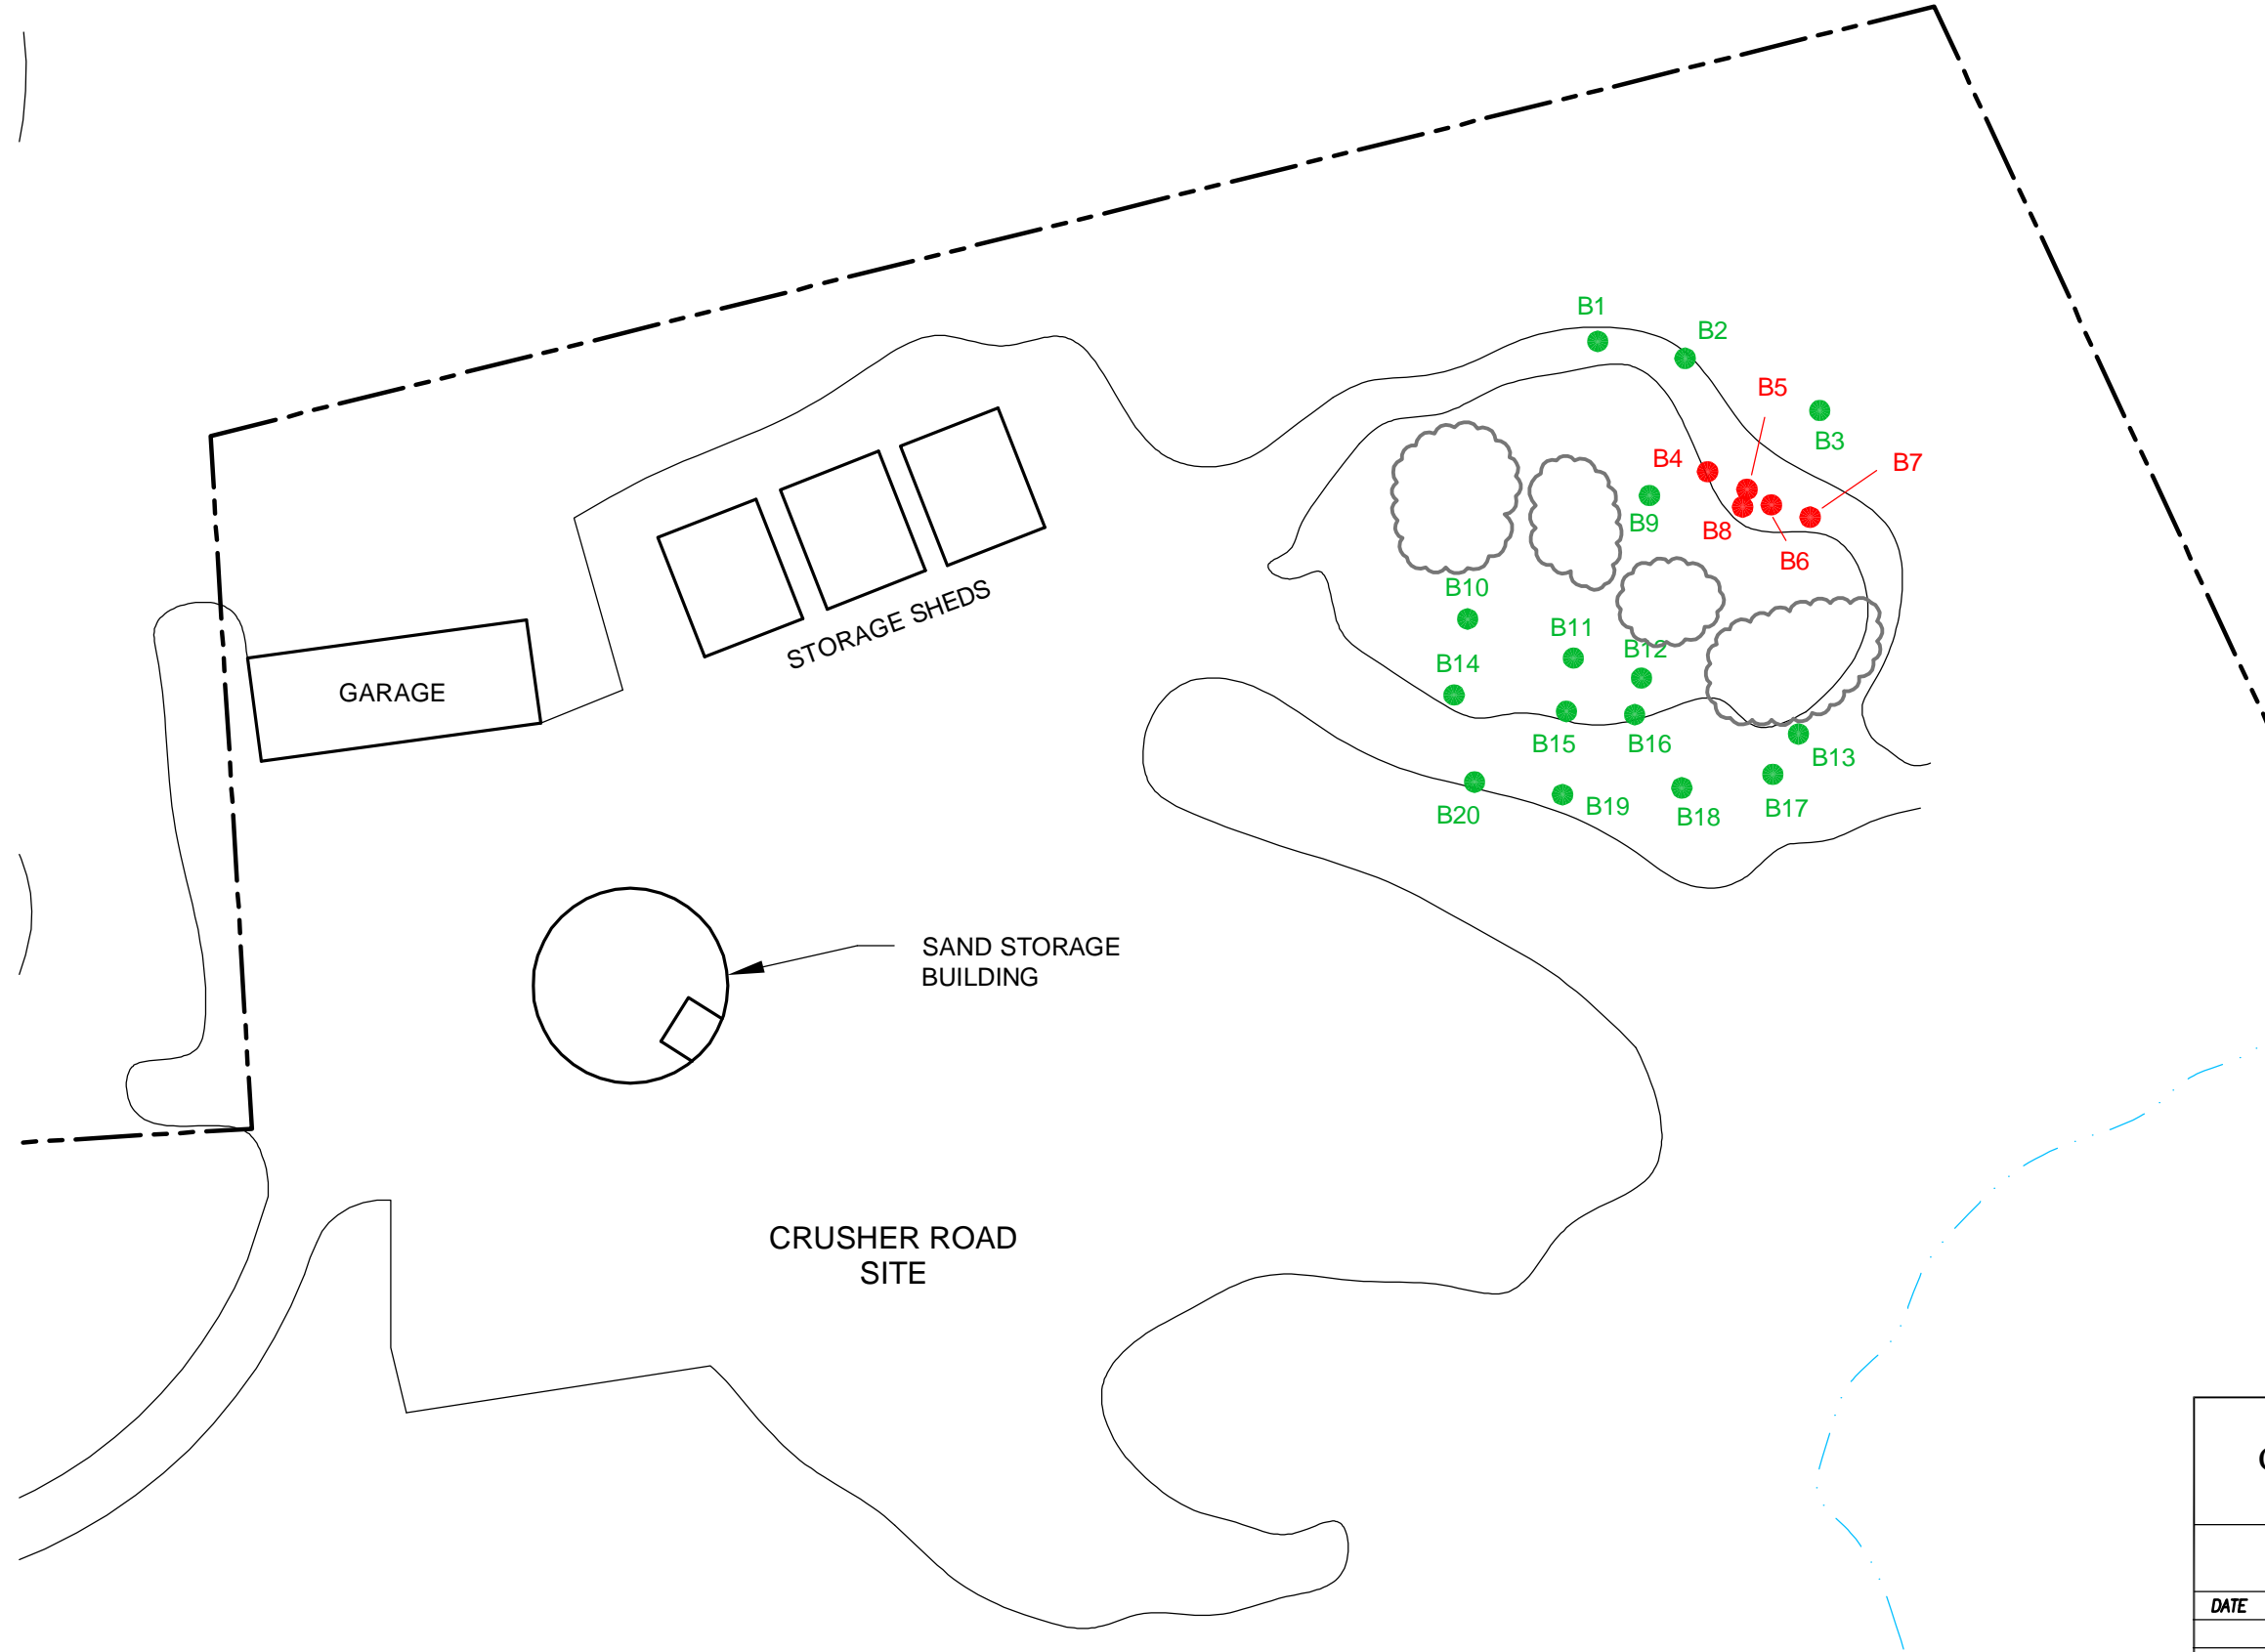 B1
B2
B5
B3
B4
B7
B9
B8
B6
B10
B11
B12
B14
B15
B16
B13
B20
B19
B18
B17
STORAGE SHEDS
GARAGE
SAND STORAGE
BUILDING
CRUSHER ROAD
SITE
DATE